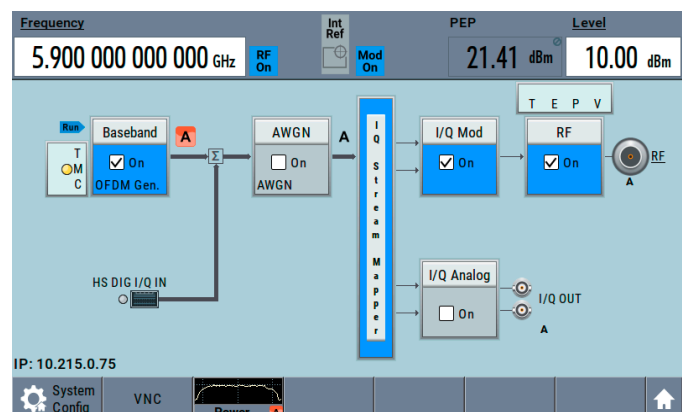 Frequency
5.900 000 000 000 GHz
RF On
Int Ref
Mod On
PEP
21.41 dBm
Level
10.00 dBm
T E P V
Run
T M C
Baseband
On
OFDM Gen.
A
Σ
AWGN
On
AWGN
A
I Q Stream Mapper
I/Q Mod
On
RF
On
RF
A
HS DIG I/Q IN
I/Q Analog
On
I/Q OUT
A
IP: 10.215.0.75
System Config
VNC
Power
A